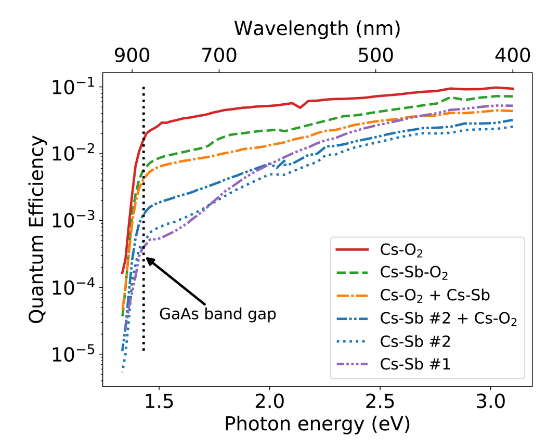 Wavelength (nm)
900 700 500 400
10⁻¹
10⁻²
10⁻³
10⁻⁴
10⁻⁵
Quantum Efficiency
GaAs band gap
Cs-O₂
Cs-Sb-O₂
Cs-O₂ + Cs-Sb
Cs-Sb #2 + Cs-O₂
Cs-Sb #2
Cs-Sb #1
1.5 2.0 2.5 3.0
Photon energy (eV)